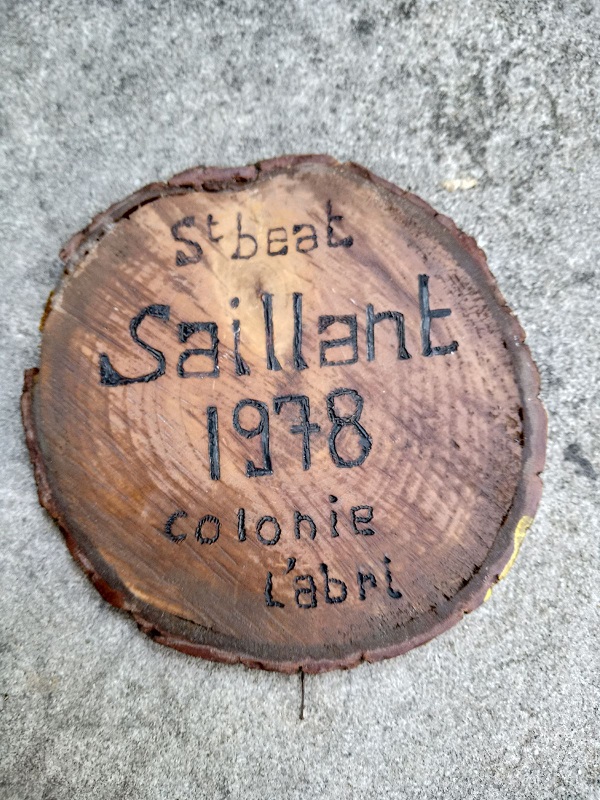 St beat
Saillant
1978
colonie
L'abri